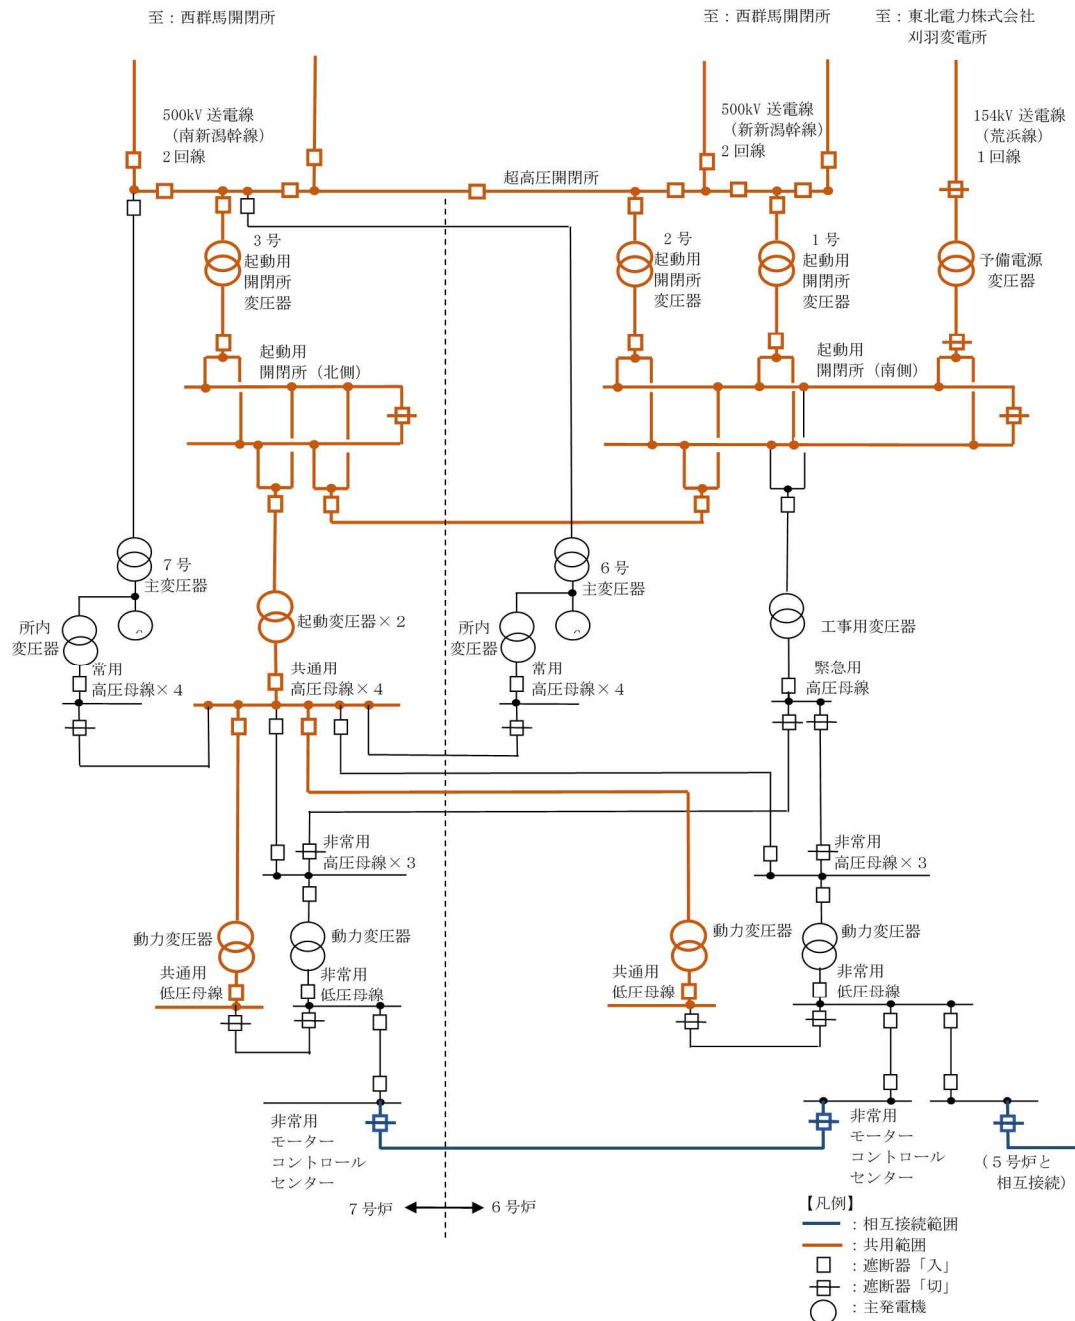 至：西群馬開閉所
至：西群馬開閉所
至：東北電力株式会社
刈羽変電所
500kV 送電線
（南新潟幹線）
２回線
500kV 送電線
（新新潟幹線）
２回線
154kV 送電線
（荒浜線）
１回線
超高圧開閉所
３号
起動用
開閉所
変圧器
２号
起動用
開閉所
変圧器
１号
起動用
開閉所
変圧器
予備電源
変圧器
起動用
開閉所（北側）
起動用
開閉所（南側）
７号
主変圧器
６号
主変圧器
所内
変圧器
起動変圧器×２
所内
変圧器
工事用変圧器
常用
高圧母線×４
共通用
高圧母線×４
常用
高圧母線×４
緊急用
高圧母線
非常用
高圧母線×３
非常用
高圧母線×３
動力変圧器
動力変圧器
動力変圧器
動力変圧器
共通用
低圧母線
非常用
低圧母線
共通用
低圧母線
非常用
低圧母線
非常用
モーター
コントロール
センター
非常用
モーター
コントロール
センター
（５号炉と
相互接続）
７号炉
６号炉
【凡例】
：相互接続範囲
：共用範囲
：遮断器「入」
：遮断器「切」
：主発電機